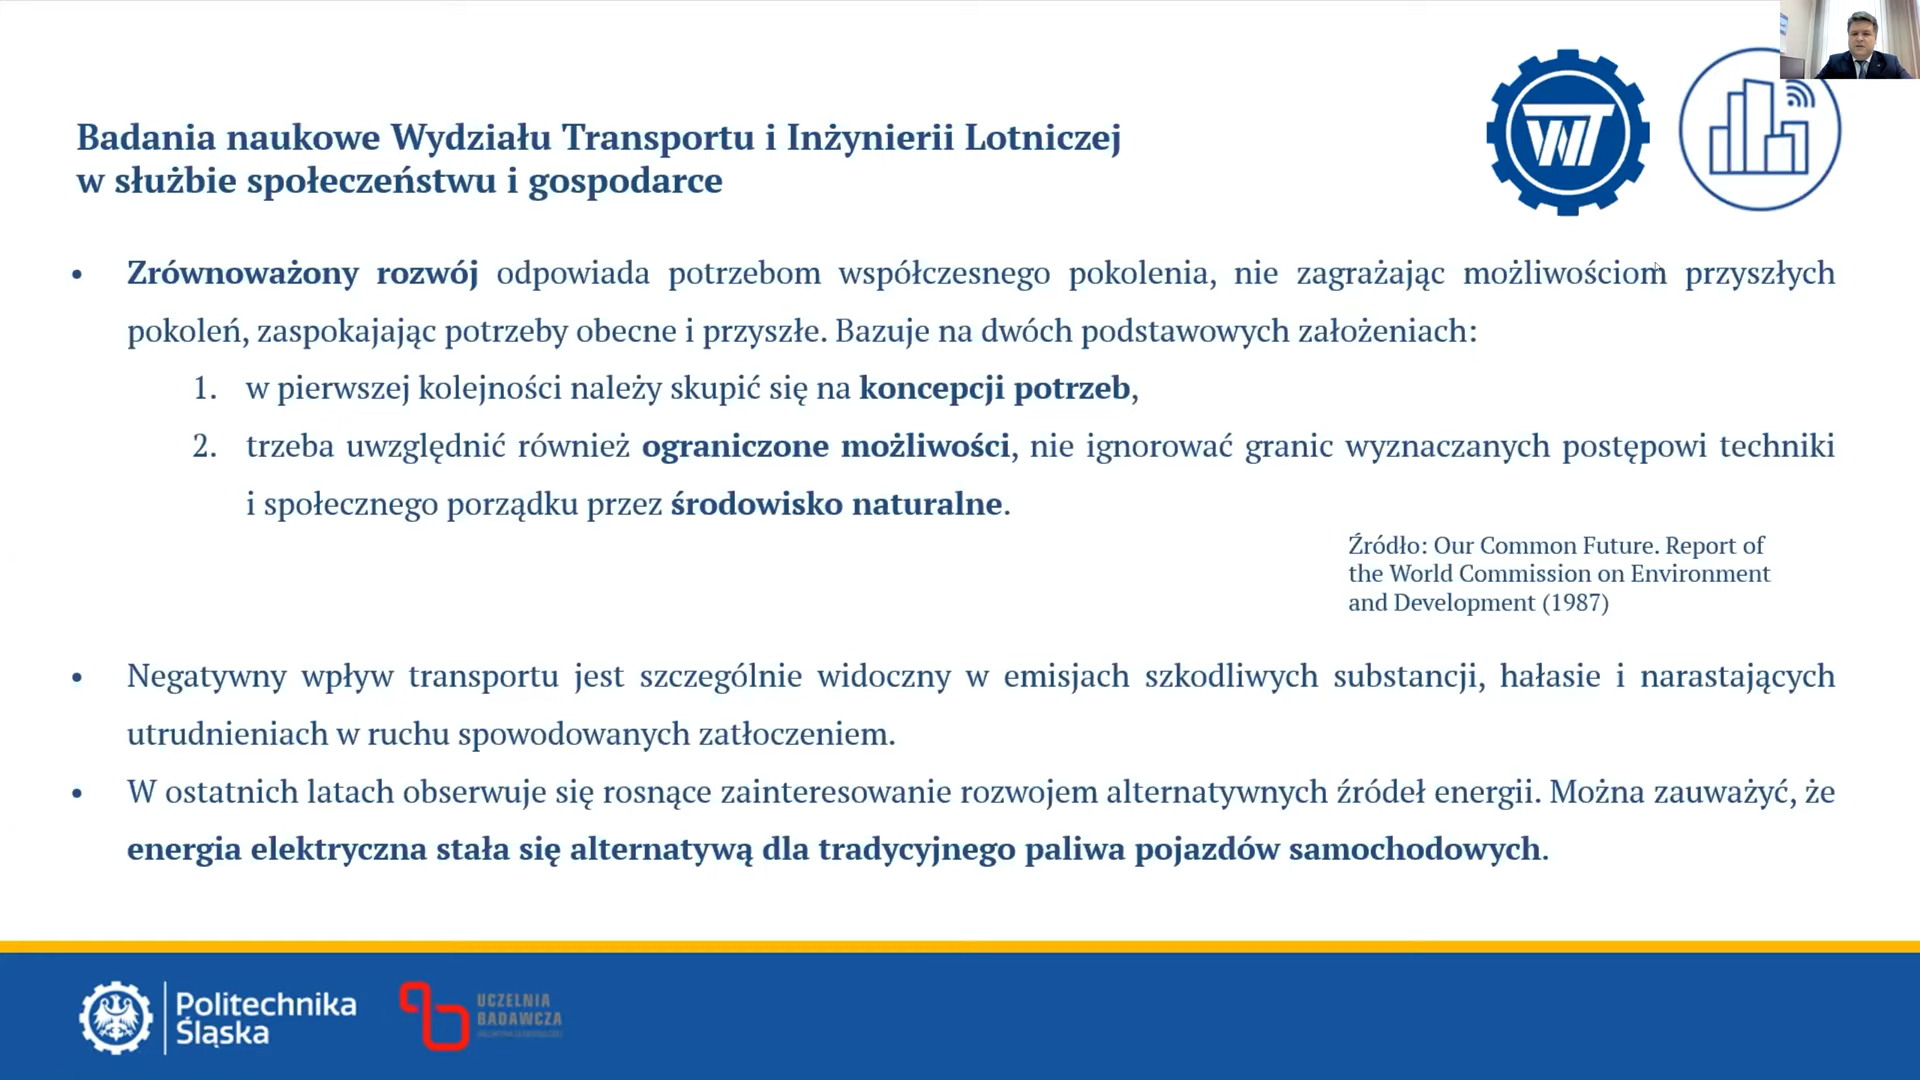 Badania naukowe Wydziału Transportu i Inżynierii Lotniczej
w służbie społeczeństwu i gospodarce
WT
• Zrównoważony rozwój odpowiada potrzebom współczesnego pokolenia, nie zagrażając możliwościom przyszłych
pokoleń, zaspokajając potrzeby obecne i przyszłe. Bazuje na dwóch podstawowych założeniach:
1. w pierwszej kolejności należy skupić się na koncepcji potrzeb,
2. trzeba uwzględnić również ograniczone możliwości, nie ignorować granic wyznaczanych postępowi techniki
i społecznego porządku przez środowisko naturalne.
Źródło: Our Common Future. Report of
the World Commission on Environment
and Development (1987)
• Negatywny wpływ transportu jest szczególnie widoczny w emisjach szkodliwych substancji, hałasie i narastających
utrudnieniach w ruchu spowodowanych zatłoczeniem.
• W ostatnich latach obserwuje się rosnące zainteresowanie rozwojem alternatywnych źródeł energii. Można zauważyć, że
energia elektryczna stała się alternatywą dla tradycyjnego paliwa pojazdów samochodowych.
Politechnika
Śląska
UCZELNIA
BADAWCZA